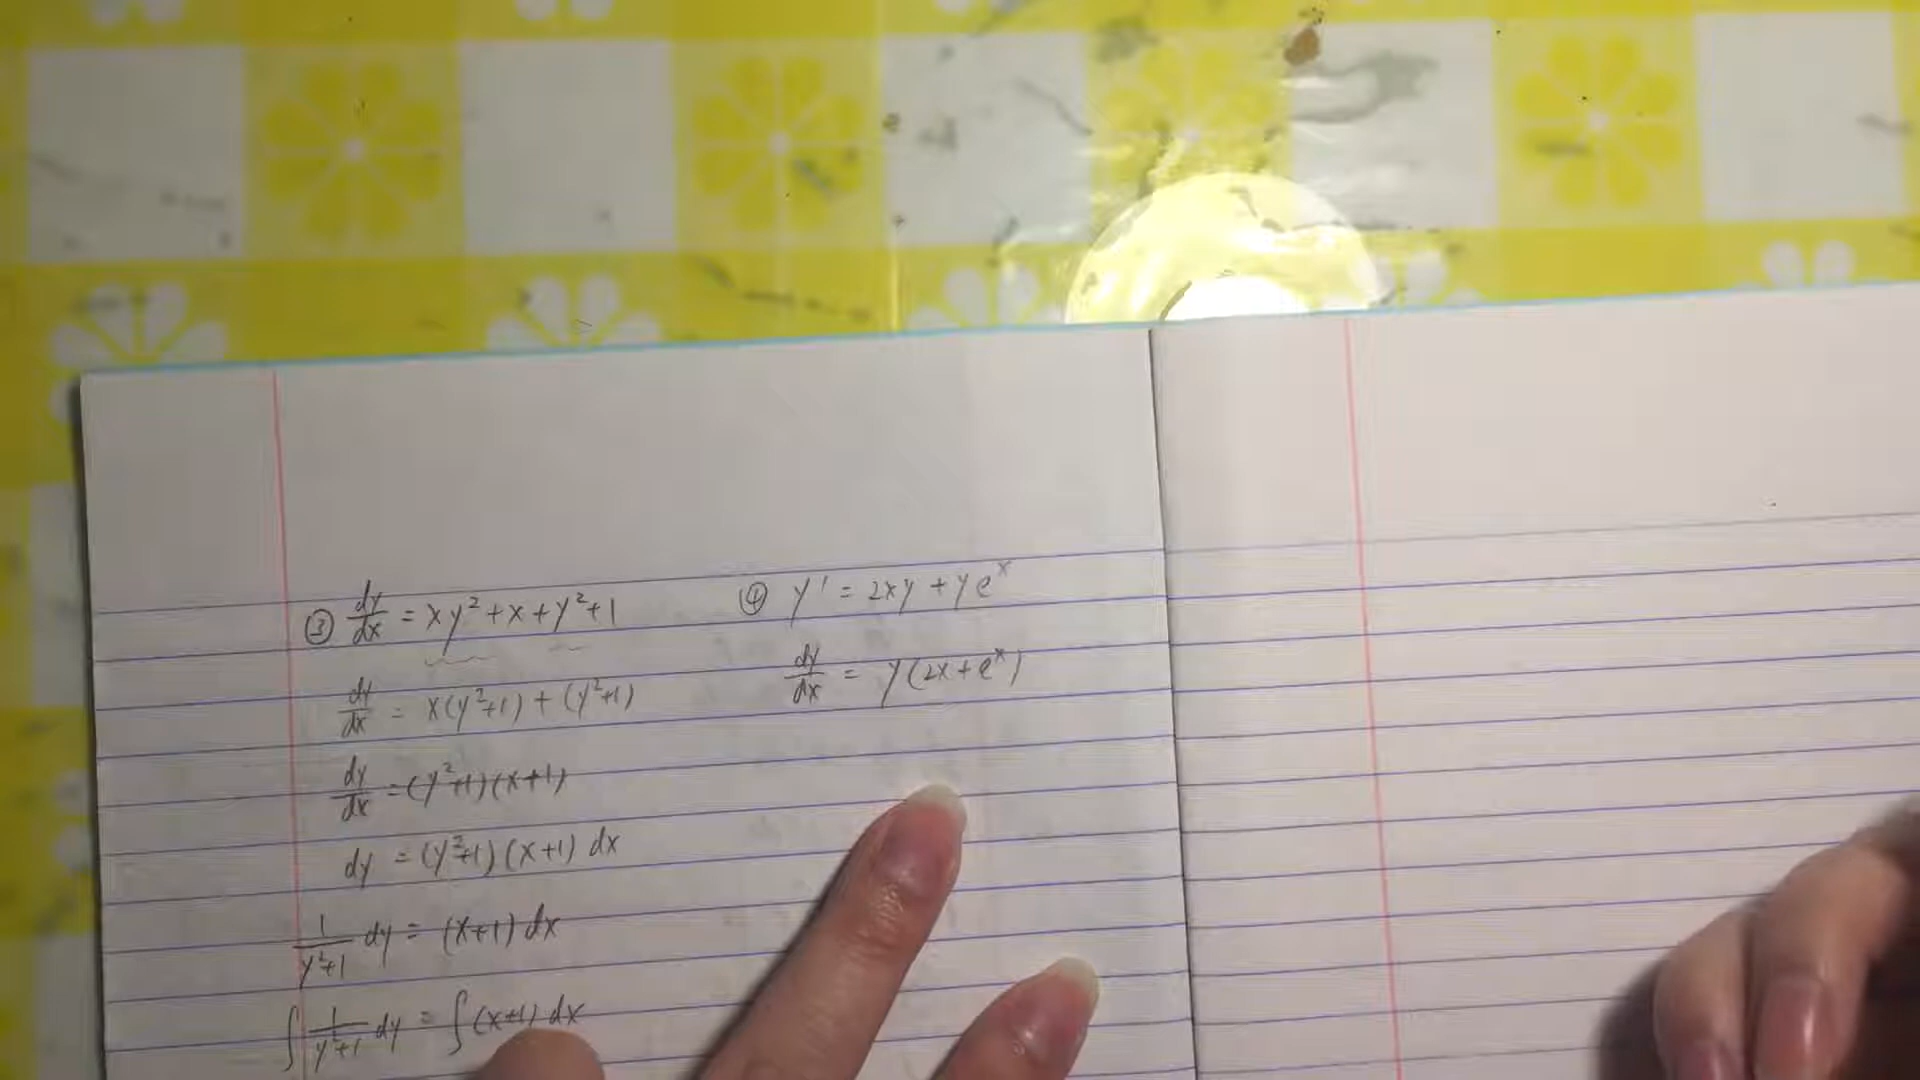 ③ dy/dx = xy²+x+y²+1
dy/dx = x(y²+1)+(y²+1)
dy/dx = (y²+1)(x+1)
dy = (y²+1)(x+1) dx
1/(y²+1) dy = (x+1) dx
∫ 1/(y²+1) dy = ∫ (x+1) dx
④ y' = 2xy + ye^x
dy/dx = y(2x+e^x)